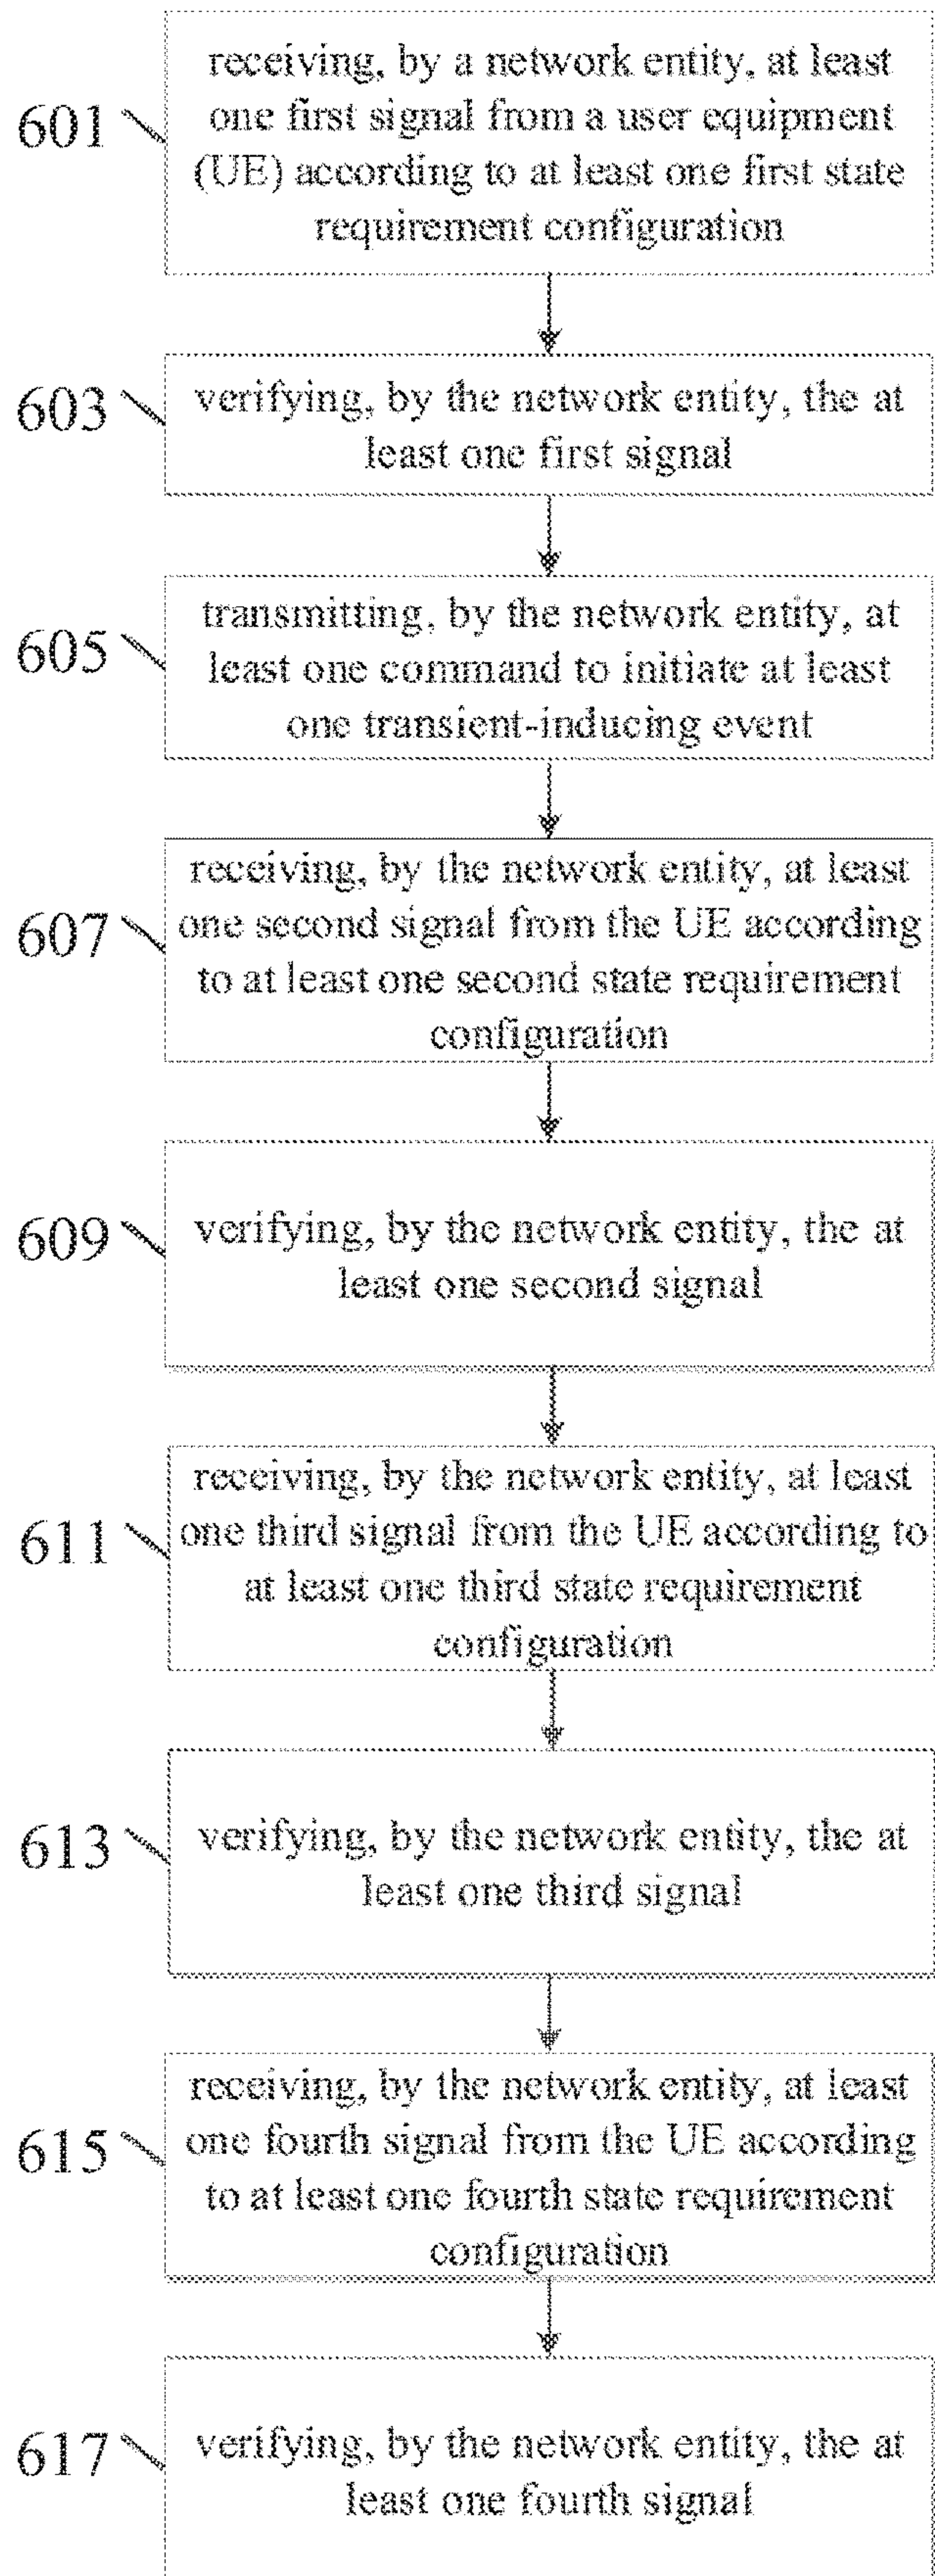 receiving, by a network entity, at least
one first signal from a user equipment
601
(UE) according to at least one first state
requirement configuration
603
verifying, by the network entity, the at
least one first signal
transmitting, by the network entity, at
605
least one command to initiate at least
one transient-inducing event
receiving, by the network entity, at least
one second signal from the UE according
607
to at least one second state requirement
configuration
609
verifying, by the network entity, the at
least one second signal
receiving, by the network entity, at least
one third signal from the UE according to
611
at least one third state requirement
configuration
613
verifying, by the network entity, the at
least one third signal
receiving, by the network entity, at least
one fourth signal from the UE according
615
to at least one fourth state requirement
configuration
617
verifying, by the network entity, the at
least one fourth signal